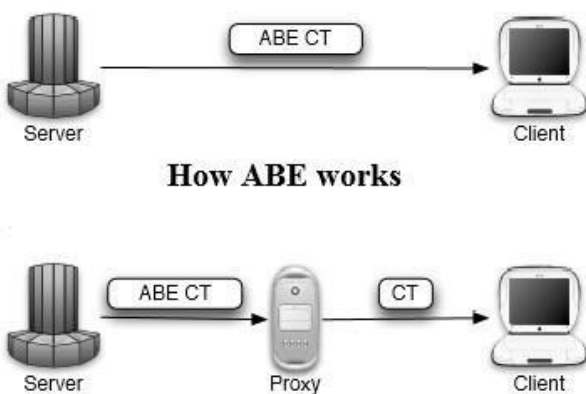 ABE CT
Server
Client
How ABE works
ABE CT
CT
Server
Proxy
Client